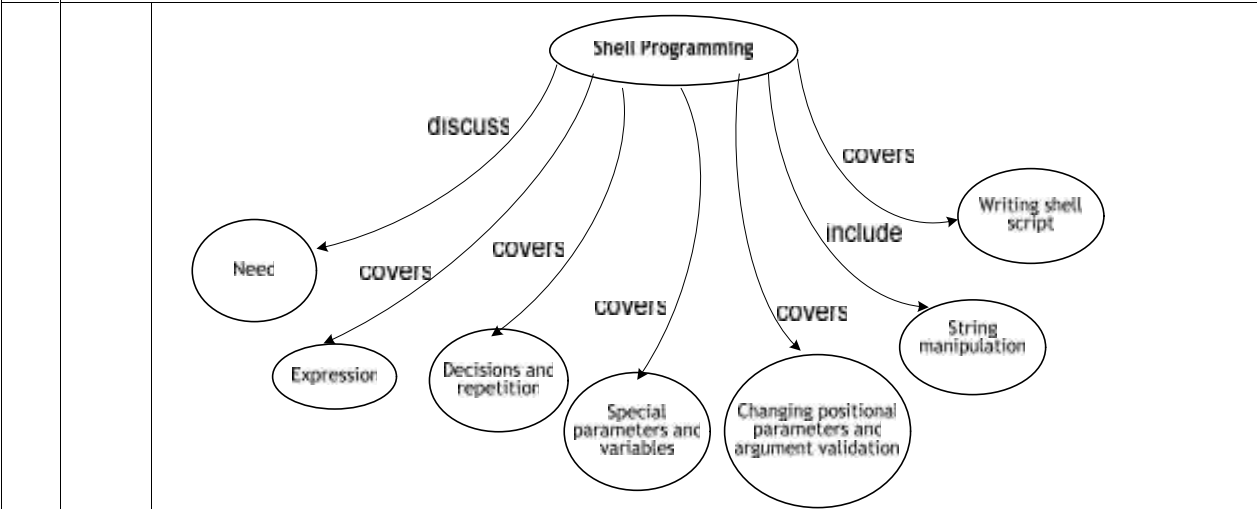 Shell Programming
discuss
covers
Writing shell
script
include
covers
Need
covers
covers
covers
String
manipulation
Expression
Decisions and
repetition
Special
parameters and
variables
Changing positional
parameters and
argument validation